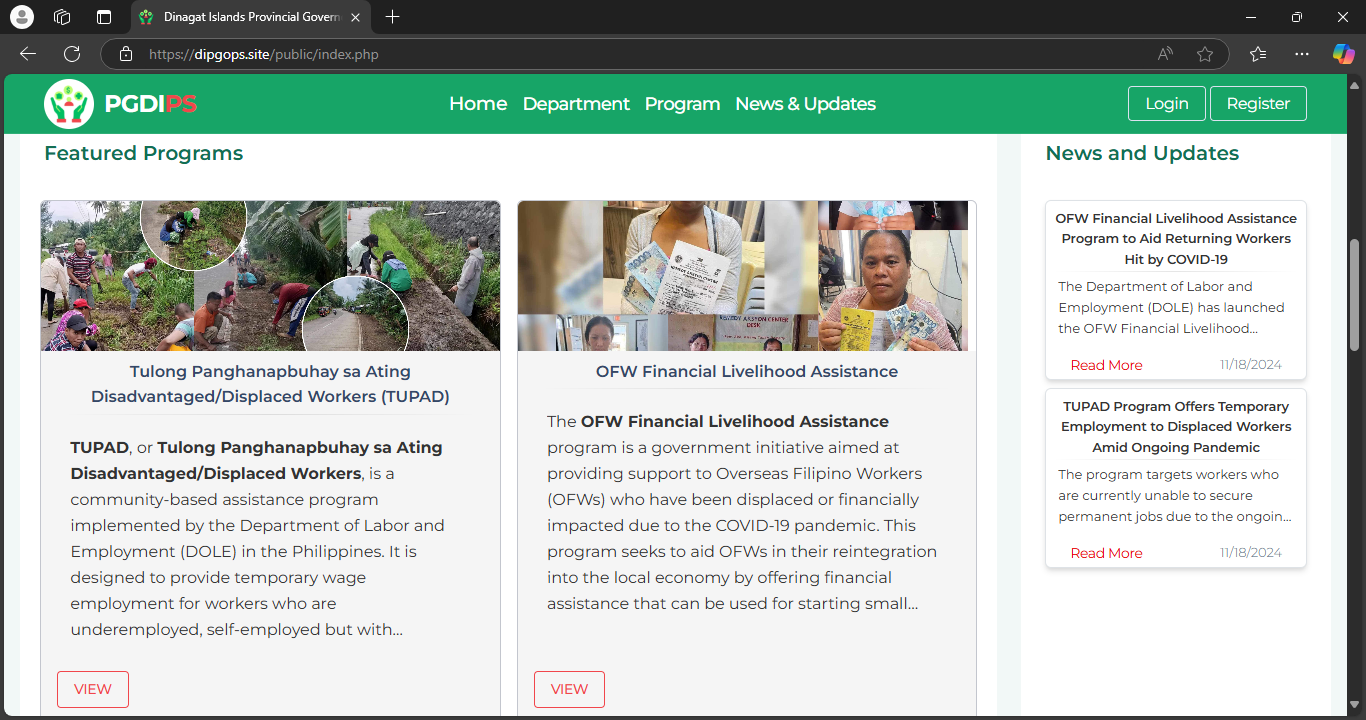 Dinagat Islands Provincial Govern
https://dipgops.site/public/index.php
PGDIPS
Home Department Program News & Updates
Login Register
Featured Programs
Tulong Panghanapbuhay sa Ating
Disadvantaged/Displaced Workers (TUPAD)
TUPAD, or Tulong Panghanapbuhay sa Ating
Disadvantaged/Displaced Workers, is a
community-based assistance program
implemented by the Department of Labor and
Employment (DOLE) in the Philippines. It is
designed to provide temporary wage
employment for workers who are
underemployed, self-employed but with...
VIEW
OFW Financial Livelihood Assistance
The OFW Financial Livelihood Assistance
program is a government initiative aimed at
providing support to Overseas Filipino Workers
(OFWs) who have been displaced or financially
impacted due to the COVID-19 pandemic. This
program seeks to aid OFWs in their reintegration
into the local economy by offering financial
assistance that can be used for starting small...
VIEW
News and Updates
OFW Financial Livelihood Assistance
Program to Aid Returning Workers
Hit by COVID-19
The Department of Labor and
Employment (DOLE) has launched
the OFW Financial Livelihood...
Read More 11/18/2024
TUPAD Program Offers Temporary
Employment to Displaced Workers
Amid Ongoing Pandemic
The program targets workers who
are currently unable to secure
permanent jobs due to the ongoin...
Read More 11/18/2024